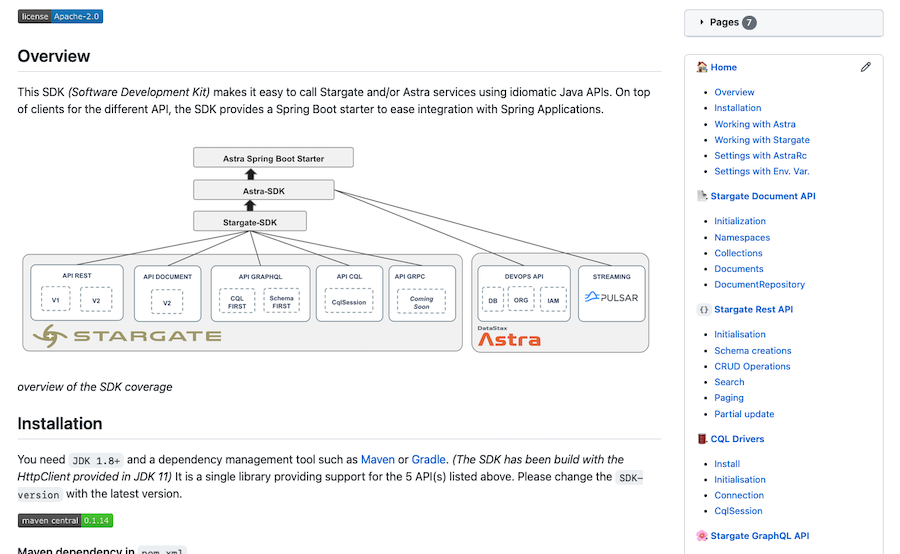 license Apache-2.0
Overview
This SDK (Software Development Kit) makes it easy to call Stargate and/or Astra services using idiomatic Java APIs. On top
of clients for the different API, the SDK provides a Spring Boot starter to ease integration with Spring Applications.
Astra Spring Boot Starter
Astra-SDK
Stargate-SDK
API REST
V1
V2
API DOCUMENT
V2
API GRAPHQL
CQL
FIRST
Schema
FIRST
API CQL
CqlSession
API GRPC
Coming
Soon
STARGATE
DEVOPS API
DB
ORG
IAM
STREAMING
PULSAR
DataStax
Astra
overview of the SDK coverage
Installation
You need JDK 1.8+ and a dependency management tool such as Maven or Gradle. (The SDK has been build with the
HttpClient provided in JDK 11) It is a single library providing support for the 5 API(s) listed above. Please change the SDK-
version with the latest version.
maven central 0.1.14
Maven dependency in pom.xml
Pages 7
Home
Overview
Installation
Working with Astra
Working with Stargate
Settings with AstraRc
Settings with Env. Var.
Stargate Document API
Initialization
Namespaces
Collections
Documents
DocumentRepository
Stargate Rest API
Initialisation
Schema creations
CRUD Operations
Search
Paging
Partial update
CQL Drivers
Install
Initialisation
Connection
CqlSession
Stargate GraphQL API